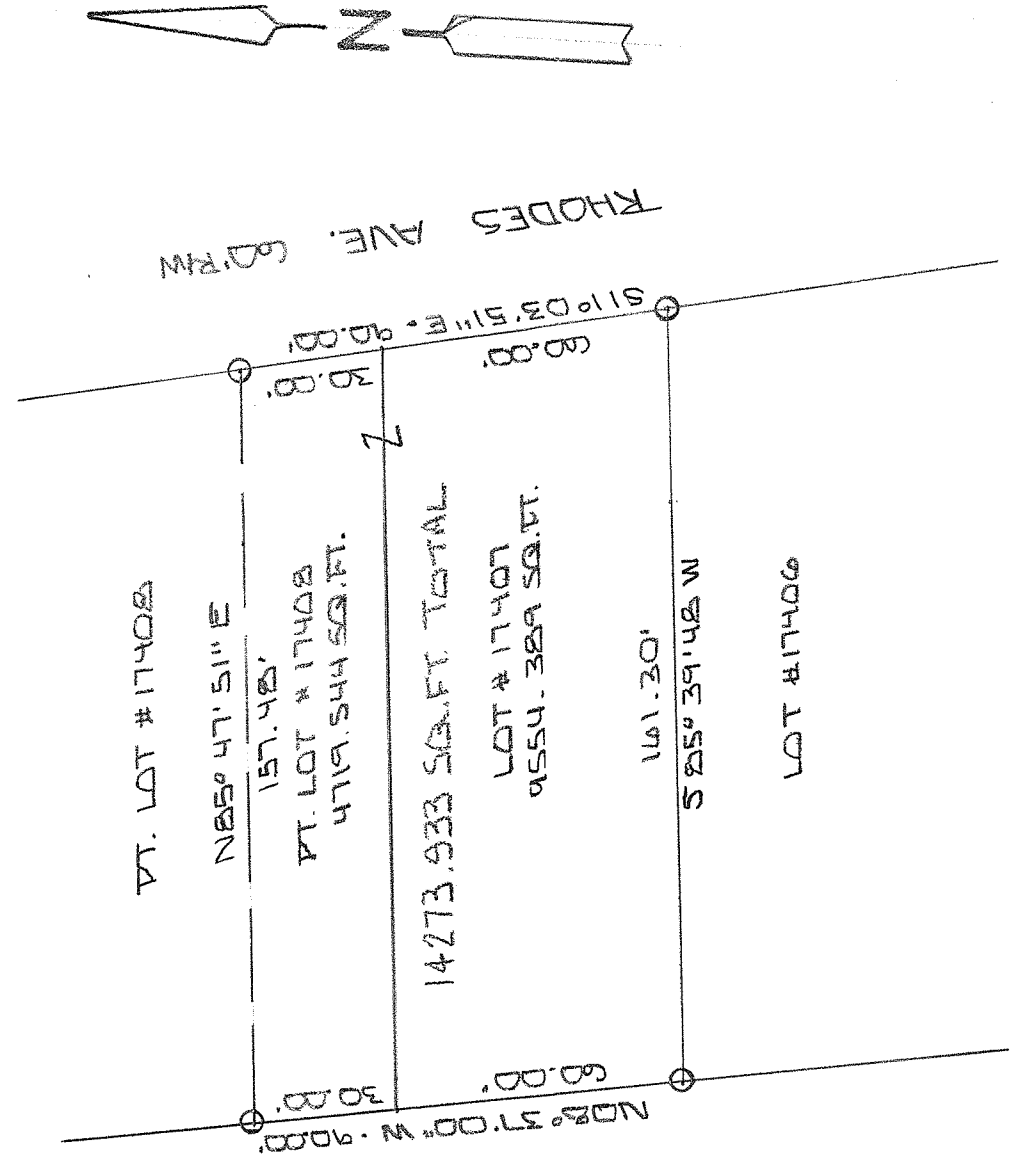 N
RHODES AVE. 60' R/W
S11° 03' 51" E. 90.00'
30.00'
60.00'
PT. LOT #17408
N85° 47' 51" E
157.48'
PT. LOT # 17408
4719.544 SQ.FT.
14273.933 SQ.FT. TOTAL
LOT # 17407
9554.389 SQ.FT.
161.30'
S 85° 39' 48 W
LOT #17406
30.00'
60.00'
N08° 37' 00" W. 90.00'